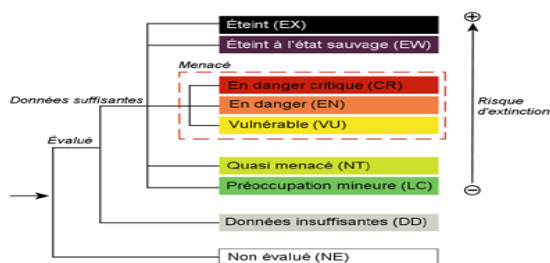 Éteint (EX)
Éteint à l'état sauvage (EW)
Menacé
En danger critique (CR)
Données suffisantes
En danger (EN)
Risque
d'extinction
Vulnérable (VU)
Évalué
Quasi menacé (NT)
Préoccupation mineure (LC)
Données insuffisantes (DD)
Non évalué (NE)